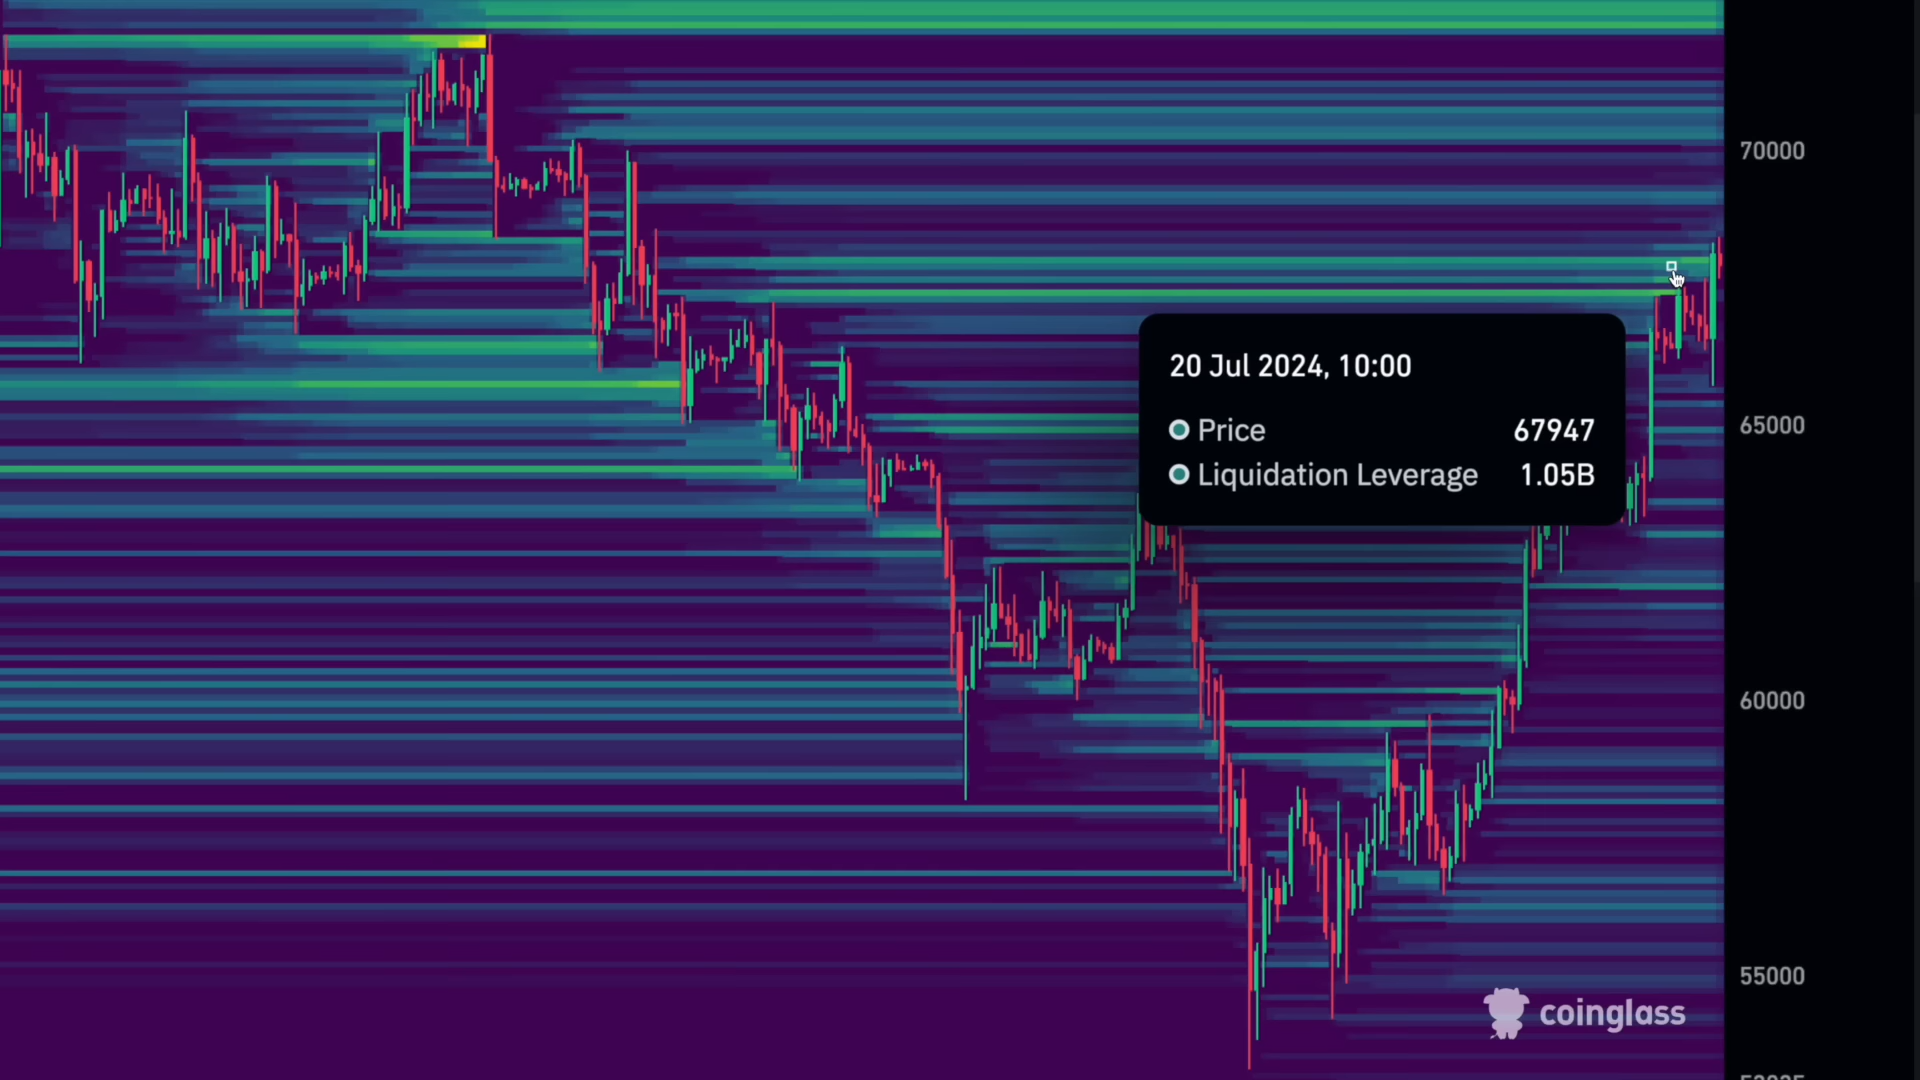 70000
20 Jul 2024, 10:00
Price 67947
Liquidation Leverage 1.05B
65000
60000
55000
coinglass